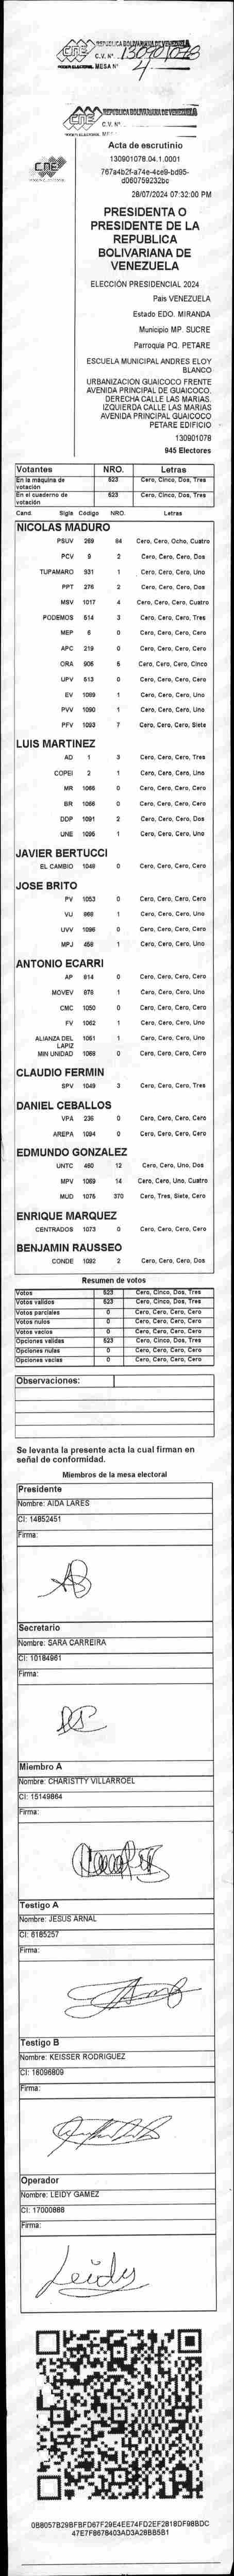 CNE
REPUBLICA BOLIVARIANA DE VENEZUELA
C.V. Nº
PODER ELECTORAL MESA Nº 4
CNE
REPUBLICA BOLIVARIANA DE VENEZUELA
C.V. Nº
CNE
Acta de escrutinio
130901078.04.1.0001
767a4b2f-a74e-4ce9-bd95-
d060759232bc
28/07/2024 07:32:00 PM
PRESIDENTA O
PRESIDENTE DE LA
REPUBLICA
BOLIVARIANA DE
VENEZUELA
ELECCIÓN PRESIDENCIAL 2024
Pais VENEZUELA
Estado EDO. MIRANDA
Municipio MP. SUCRE
Parroquia PQ. PETARE
ESCUELA MUNICIPAL ANDRES ELOY
BLANCO
URBANIZACION GUAICOCO FRENTE
AVENIDA PRINCIPAL DE GUAICOCO.
DERECHA CALLE LAS MARIAS.
IZQUIERDA CALLE LAS MARIAS
AVENIDA PRINCIPAL GUAICOCO
PETARE EDIFICIO
130901078
945 Electores
Votantes NRO. Letras
En la máquina de votación 523 Cero, Cinco, Dos, Tres
En el cuaderno de votación 523 Cero, Cinco, Dos, Tres
Cand. Sigla Código NRO. Letras
NICOLAS MADURO
PSUV 269 84 Cero, Cero, Ocho, Cuatro
PCV 9 2 Cero, Cero, Cero, Dos
TUPAMARO 931 1 Cero, Cero, Cero, Uno
PPT 276 2 Cero, Cero, Cero, Dos
MSV 1017 4 Cero, Cero, Cero, Cuatro
PODEMOS 514 3 Cero, Cero, Cero, Tres
MEP 6 0 Cero, Cero, Cero, Cero
APC 219 0 Cero, Cero, Cero, Cero
ORA 906 5 Cero, Cero, Cero, Cinco
UPV 513 0 Cero, Cero, Cero, Cero
EV 1099 1 Cero, Cero, Cero, Uno
PVV 1090 1 Cero, Cero, Cero, Uno
PFV 1093 7 Cero, Cero, Cero, Siete
LUIS MARTINEZ
AD 1 3 Cero, Cero, Cero, Tres
COPEI 2 1 Cero, Cero, Cero, Uno
MR 1065 0 Cero, Cero, Cero, Cero
BR 1066 0 Cero, Cero, Cero, Cero
DDP 1091 2 Cero, Cero, Cero, Dos
UNE 1095 1 Cero, Cero, Cero, Uno
JAVIER BERTUCCI
EL CAMBIO 1048 0 Cero, Cero, Cero, Cero
JOSE BRITO
PV 1053 0 Cero, Cero, Cero, Cero
VU 868 1 Cero, Cero, Cero, Uno
UVV 1096 0 Cero, Cero, Cero, Cero
MPJ 458 1 Cero, Cero, Cero, Uno
ANTONIO ECARRI
AP 814 0 Cero, Cero, Cero, Cero
MOVEV 878 1 Cero, Cero, Cero, Uno
CMC 1050 0 Cero, Cero, Cero, Cero
FV 1062 1 Cero, Cero, Cero, Uno
ALIANZA DEL LAPIZ 1051 1 Cero, Cero, Cero, Uno
MIN UNIDAD 1068 0 Cero, Cero, Cero, Cero
CLAUDIO FERMIN
SPV 1049 3 Cero, Cero, Cero, Tres
DANIEL CEBALLOS
VPA 236 0 Cero, Cero, Cero, Cero
AREPA 1094 0 Cero, Cero, Cero, Cero
EDMUNDO GONZALEZ
UNTC 460 12 Cero, Cero, Uno, Dos
MPV 1069 14 Cero, Cero, Uno, Cuatro
MUD 1075 370 Cero, Tres, Siete, Cero
ENRIQUE MARQUEZ
CENTRADOS 1073 0 Cero, Cero, Cero, Cero
BENJAMIN RAUSSEO
CONDE 1092 2 Cero, Cero, Cero, Dos
Resumen de votos
Votos 523 Cero, Cinco, Dos, Tres
Votos validos 523 Cero, Cinco, Dos, Tres
Votos parciales 0 Cero, Cero, Cero, Cero
Votos nulos 0 Cero, Cero, Cero, Cero
Votos vacios 0 Cero, Cero, Cero, Cero
Opciones validas 523 Cero, Cinco, Dos, Tres
Opciones nulas 0 Cero, Cero, Cero, Cero
Opciones vacias 0 Cero, Cero, Cero, Cero
Observaciones:
Se levanta la presente acta la cual firman en
señal de conformidad.
Miembros de la mesa electoral
Presidente
Nombre: AIDA LARES
CI: 14852451
Firma:
Secretario
Nombre: SARA CARREIRA
CI: 10184961
Firma:
Miembro A
Nombre: CHARISTTY VILLARROEL
CI: 15149864
Firma:
Testigo A
Nombre: JESUS ARNAL
CI: 6185257
Firma:
Testigo B
Nombre: KEISSER RODRIGUEZ
CI: 16096809
Firma:
Operador
Nombre: LEIDY GAMEZ
CI: 17000888
Firma:
Leidy
0B8057B29BFBFD67F29E4EE74FD2EF2818DF98BDC
47E7F8678403AD3A28BB5B1